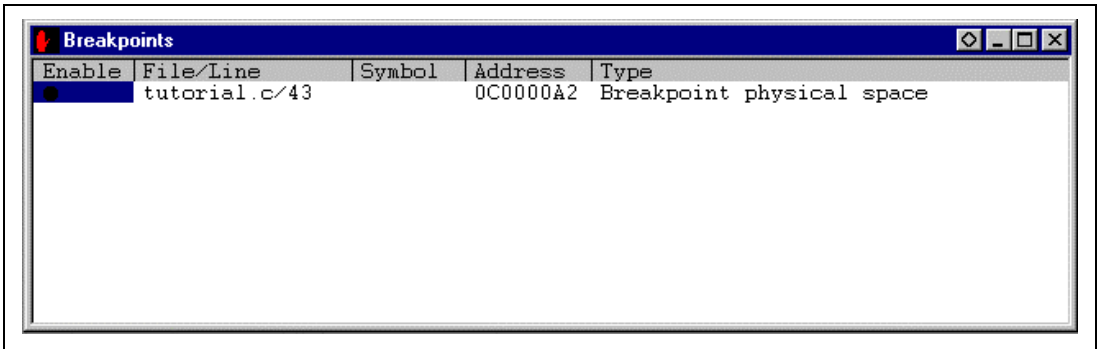 Breakpoints
Enable File/Line Symbol Address Type
tutorial.c/43 0C0000A2 Breakpoint physical space